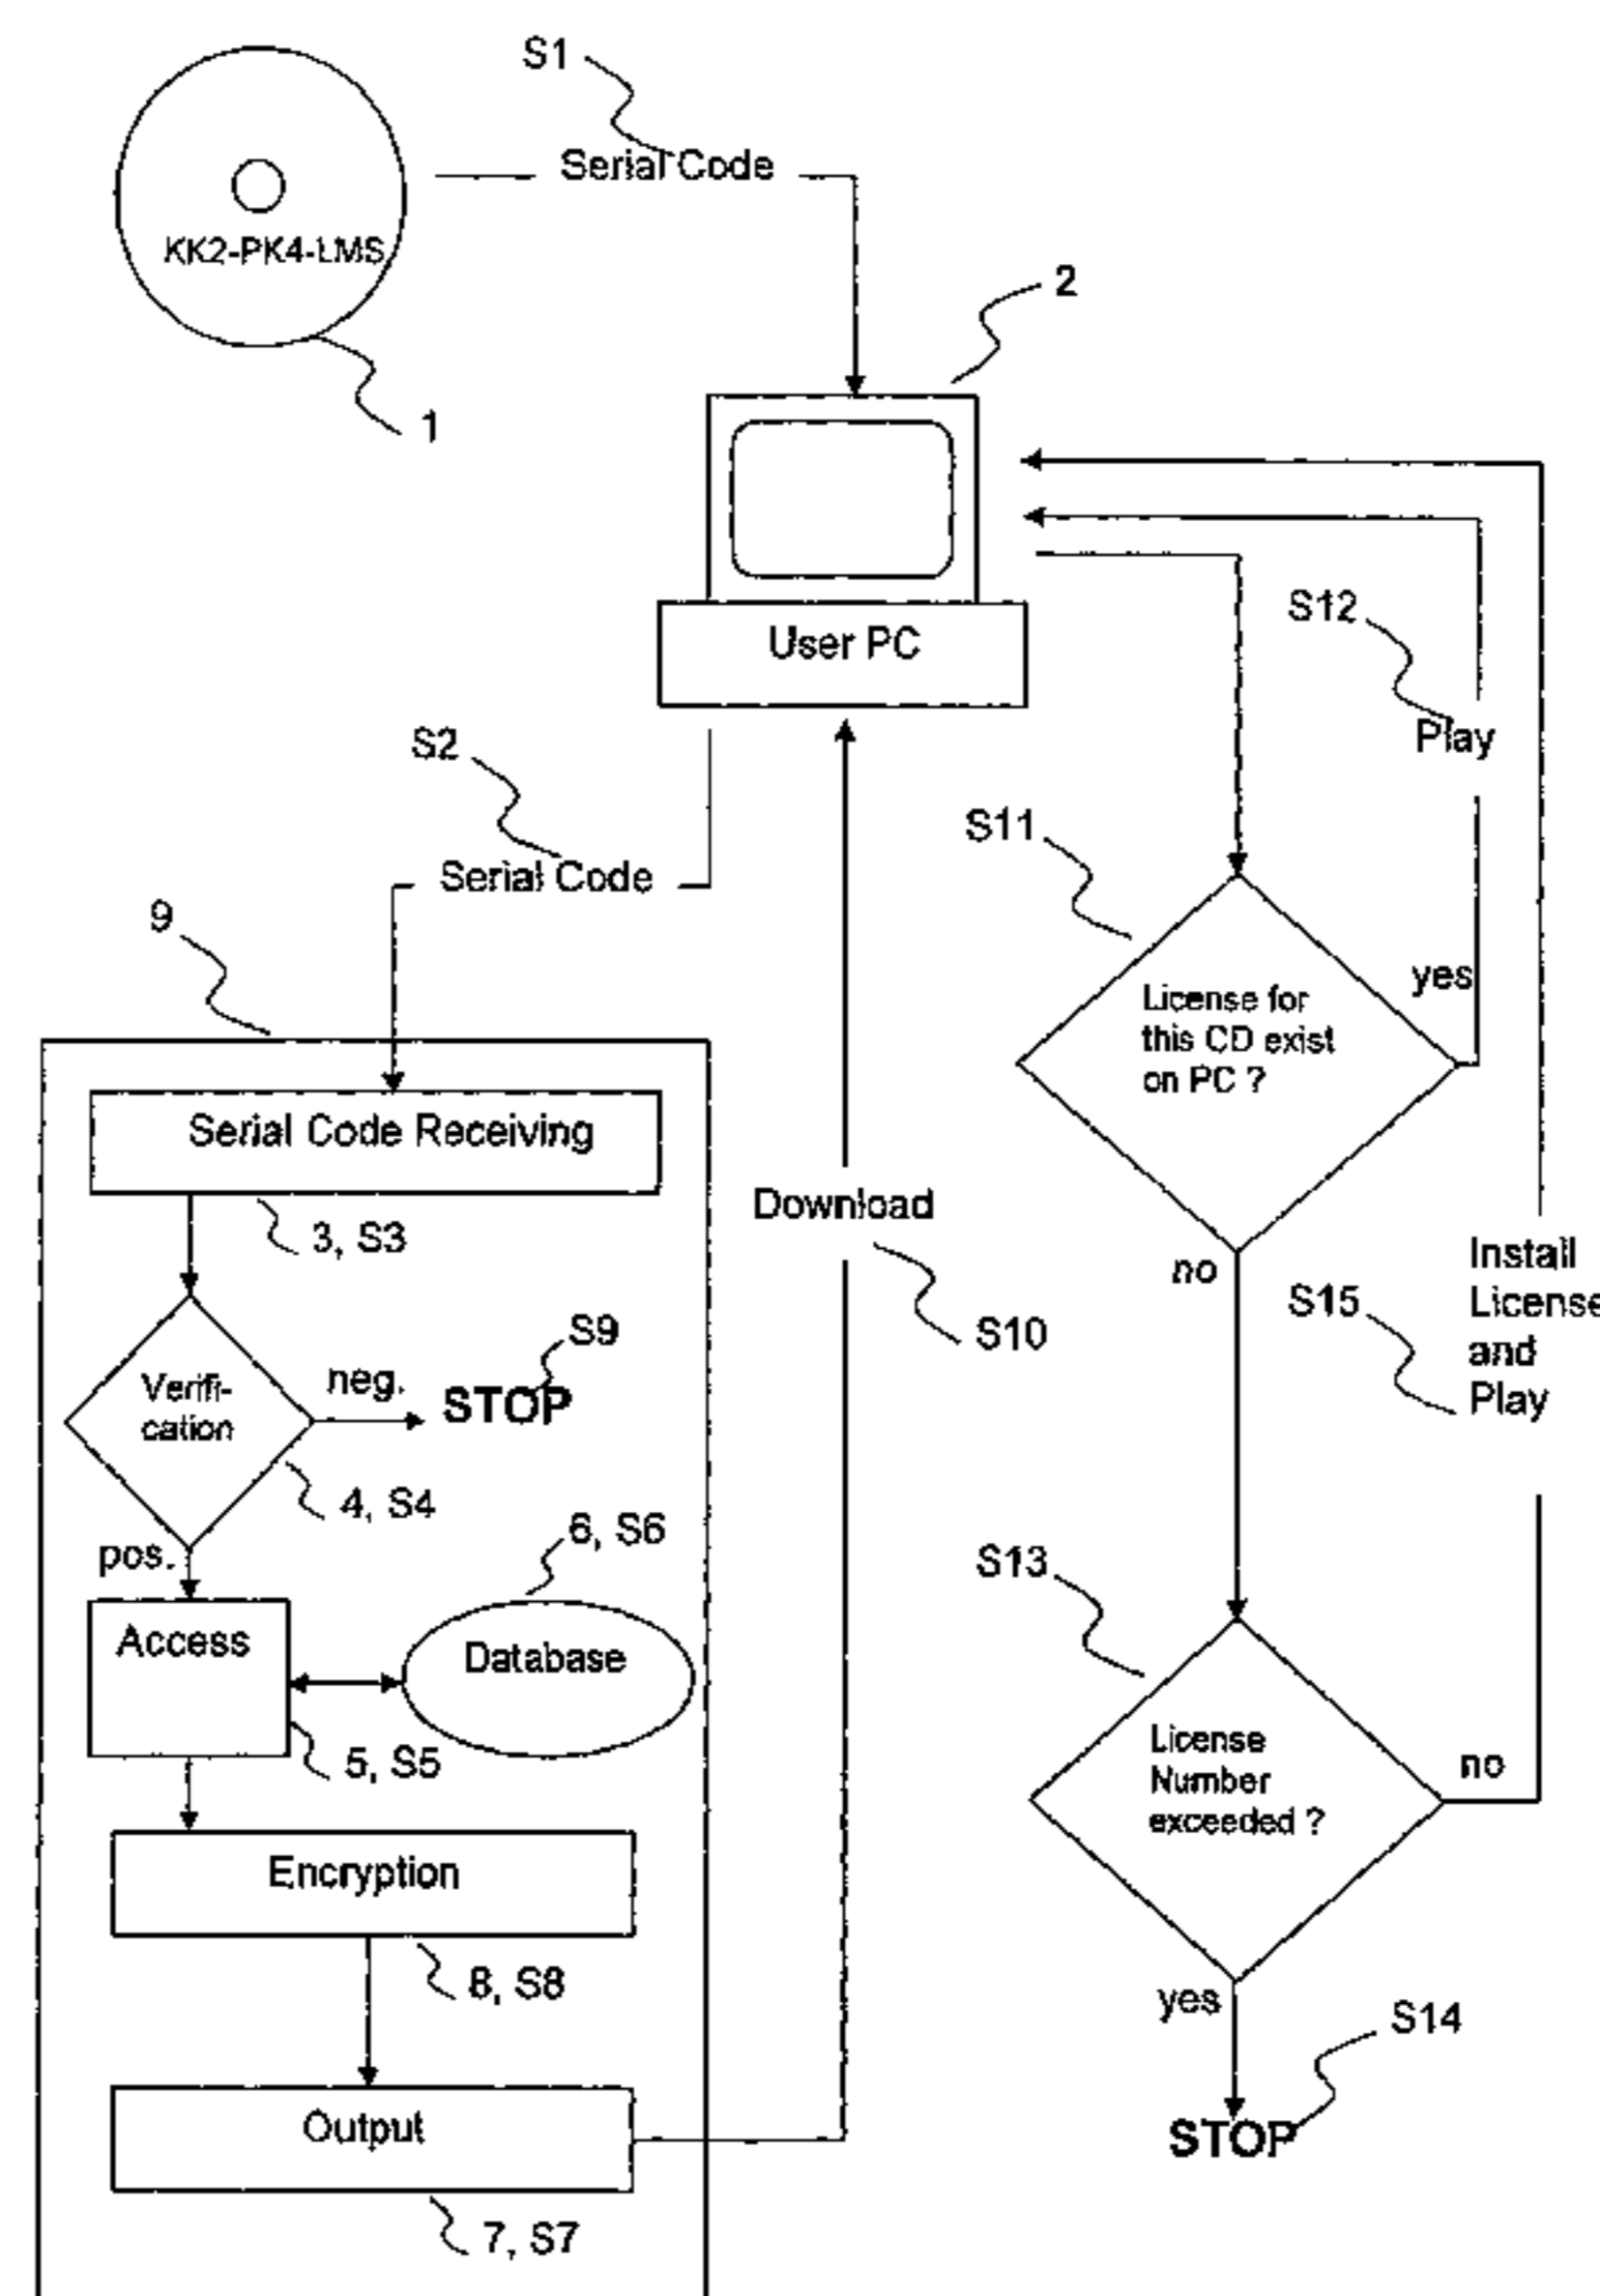 S1
Serial Code
KK2-PK4-LMS
1
2
User PC
S12
Play
S2
Serial Code
S11
9
License for
this CD exist
on PC ?
yes
no
Serial Code Receiving
3, S3
Download
S10
Install
License
and
Play
S15
Verifi-
cation
neg.
STOP
S9
4, S4
pos.
6, S6
Access
Database
5, S5
S13
License
Number
exceeded ?
no
yes
Encryption
8, S8
S14
STOP
Output
7, S7